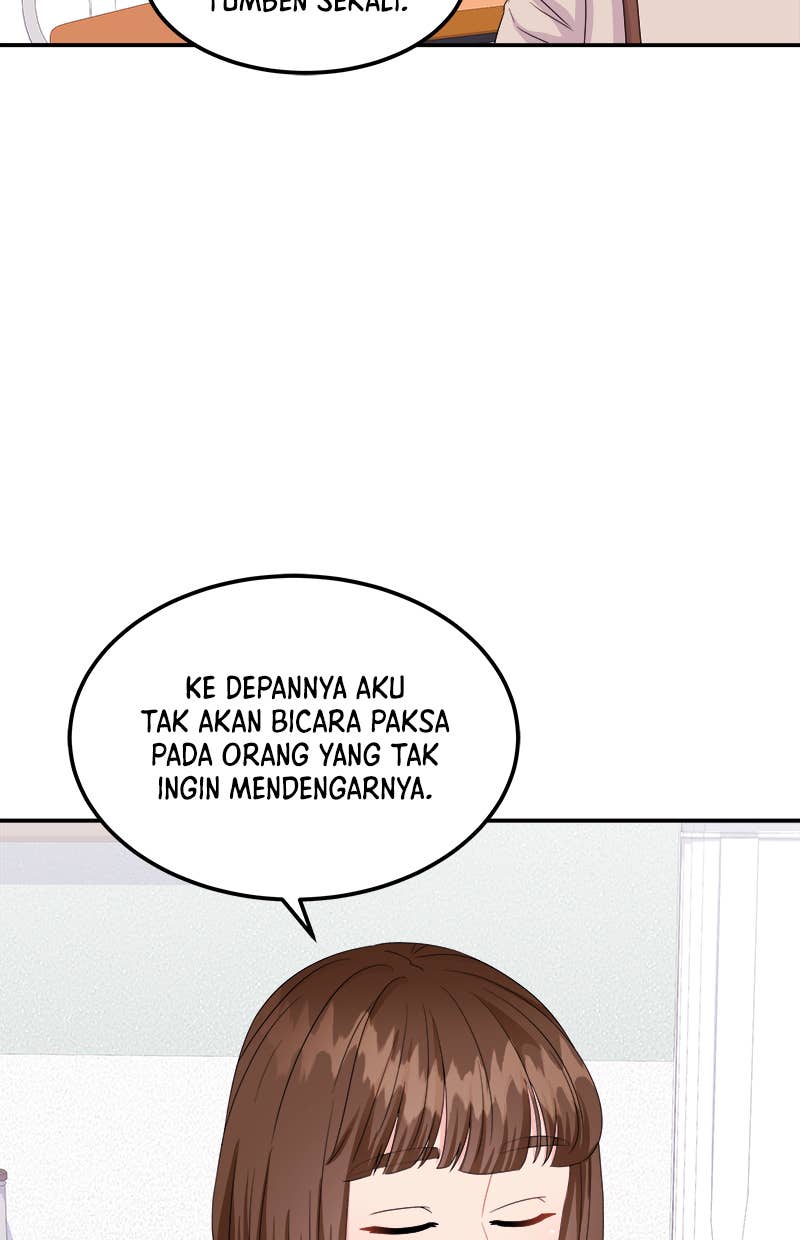 TUMBEN SEKALI.
KE DEPANNYA AKU
TAK AKAN BICARA PAKSA
PADA ORANG YANG TAK
INGIN MENDENGARNYA.